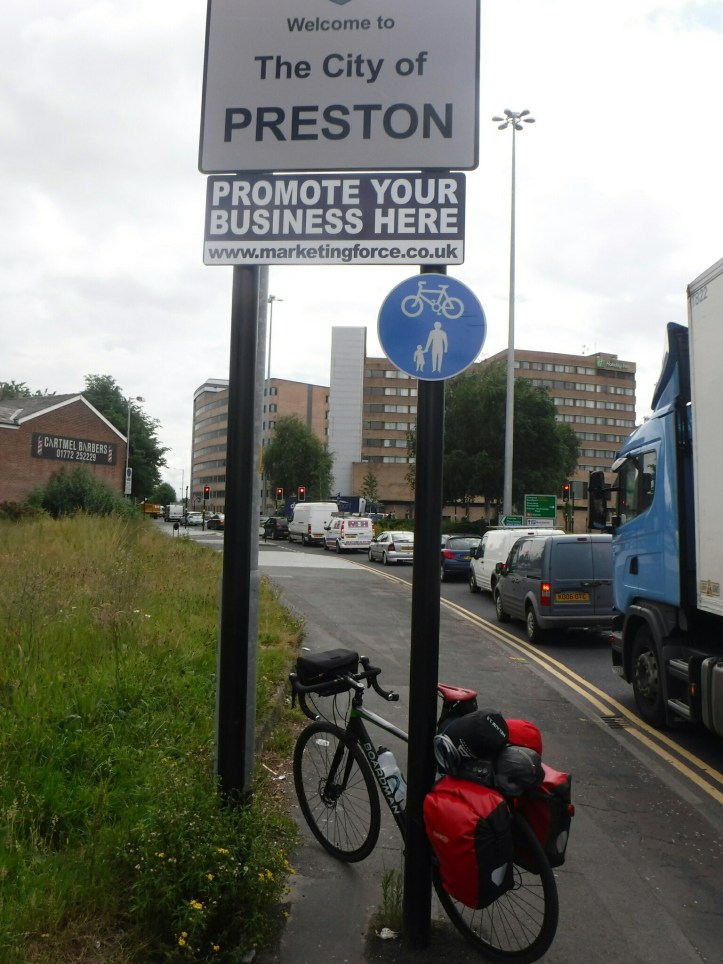 Welcome to
The City of
PRESTON
PROMOTE YOUR
BUSINESS HERE
www.marketingforce.co.uk
CARTMEL BARBERS
01772 252229
BOARDMAN